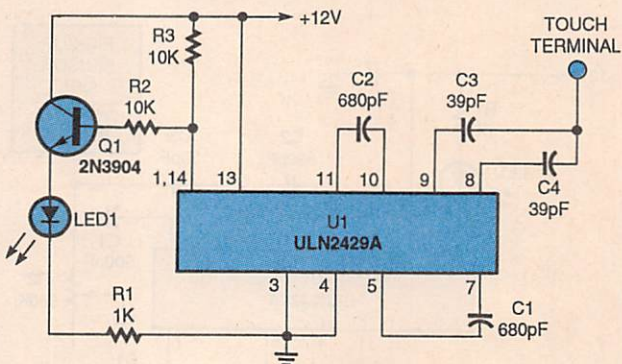 +12V
TOUCH
TERMINAL
R3
10K
R2
10K
C2
680pF
C3
39pF
Q1
2N3904
C4
39pF
1,14
13
11
10
9
8
LED1
U1
ULN2429A
3
4
5
7
R1
1K
C1
680pF